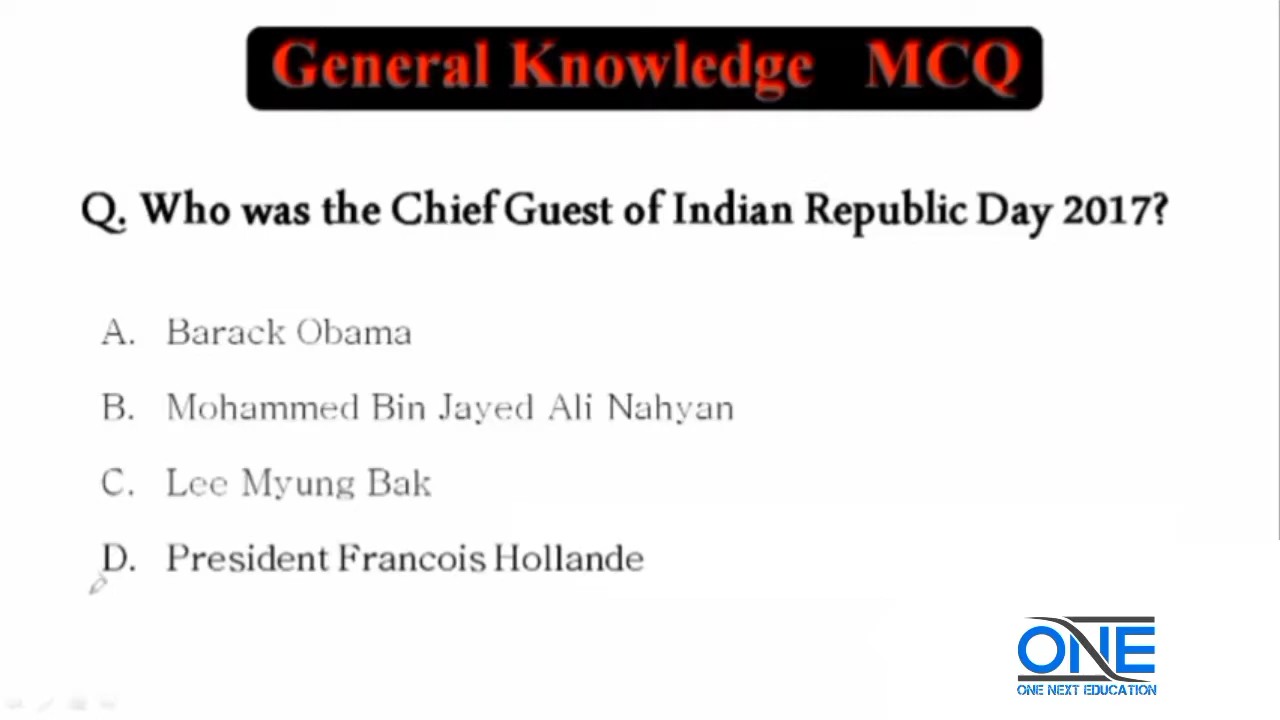 General Knowledge MCQ
Q. Who was the Chief Guest of Indian Republic Day 2017?
A. Barack Obama
B. Mohammed Bin Jayed Ali Nahyan
C. Lee Myung Bak
D. President Francois Hollande
ONE
ONE NEXT EDUCATION